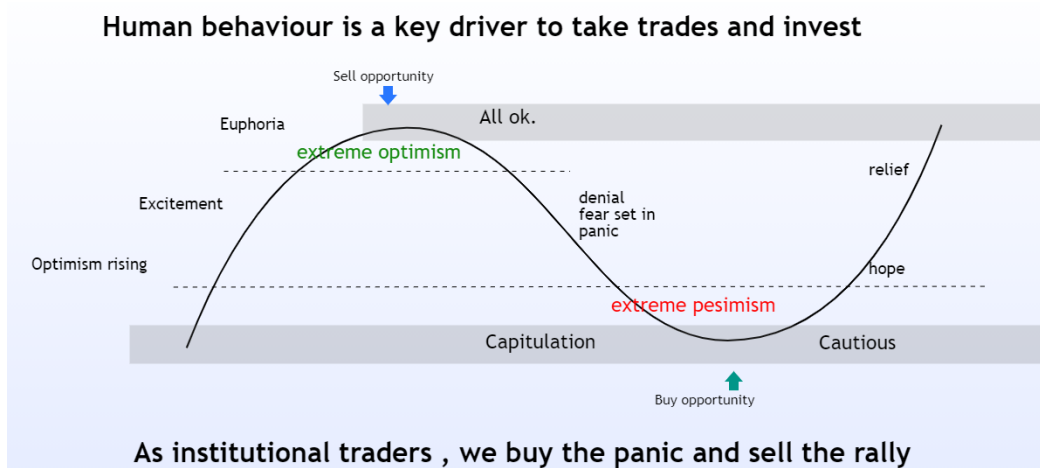 Human behaviour is a key driver to take trades and invest
Sell opportunity
All ok.
Euphoria
extreme optimism
relief
Excitement
denial
fear set in
panic
Optimism rising
hope
extreme pesimism
Capitulation
Cautious
Buy opportunity
As institutional traders , we buy the panic and sell the rally